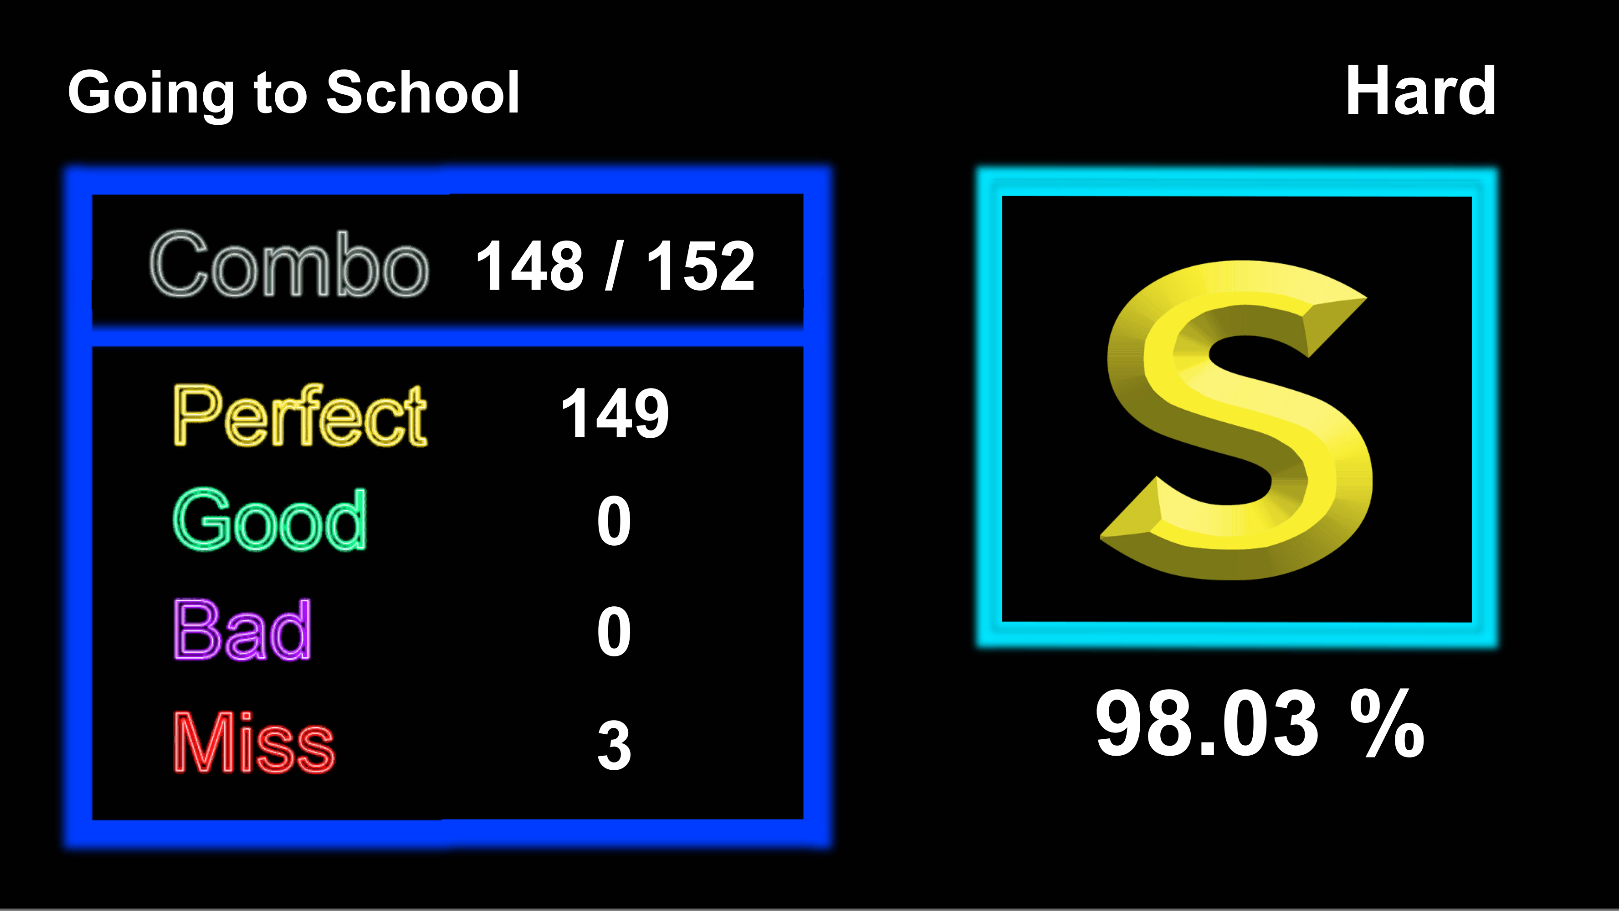 Going to School
Hard
Combo 148 / 152
Perfect 149
Good 0
Bad 0
Miss 3
S
98.03 %